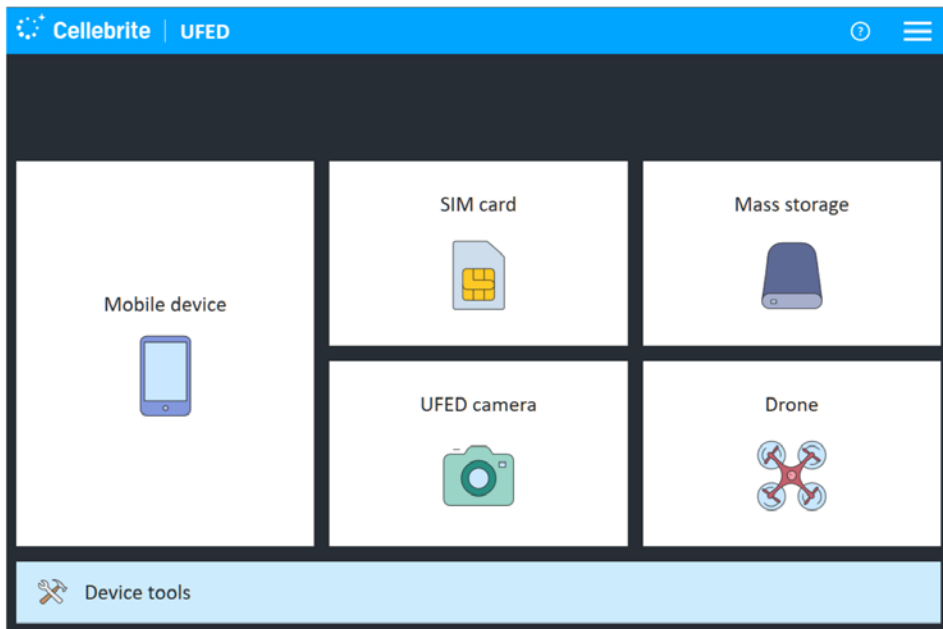 Cellebrite | UFED
Mobile device
SIM card
Mass storage
UFED camera
Drone
Device tools